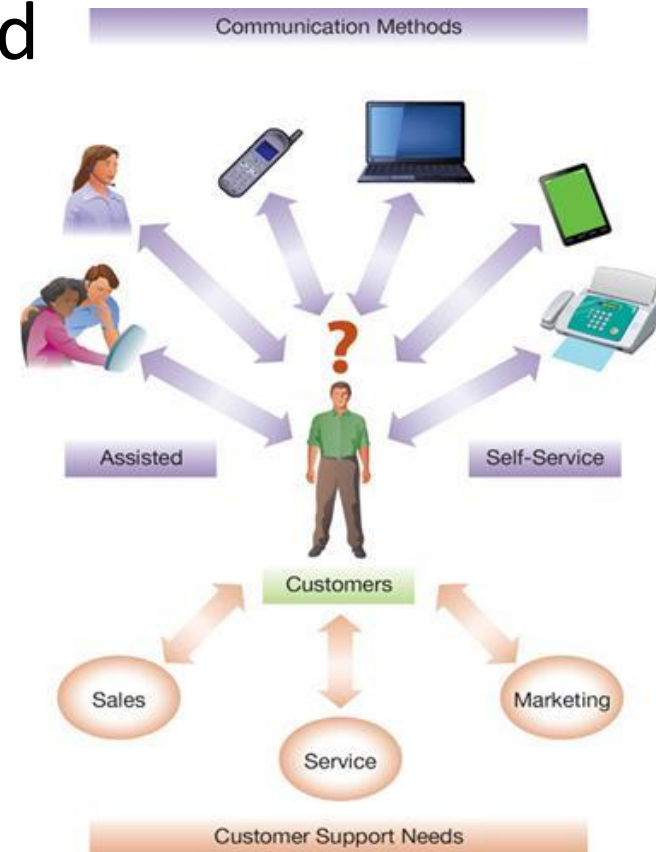 d
Communication Methods
?
Assisted
Self-Service
Customers
Sales
Marketing
Service
Customer Support Needs